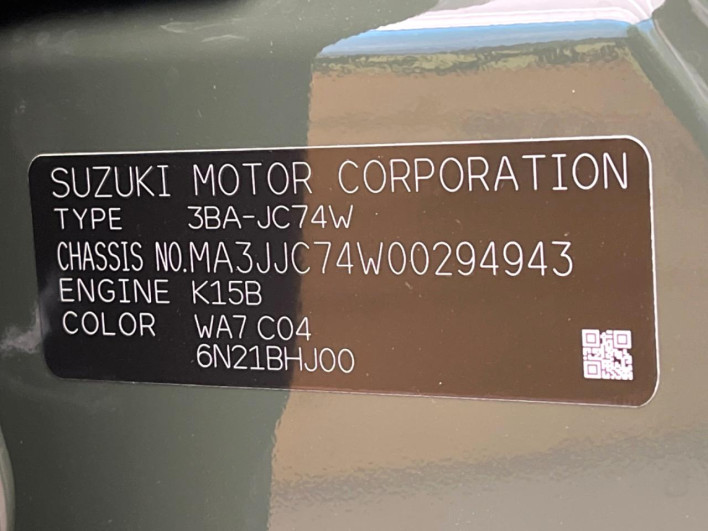 SUZUKI MOTOR CORPORATION
TYPE 3BA-JC74W
CHASSIS NO.MA3JJC74W00294943
ENGINE K15B
COLOR WA7 C04
6N21BHJ00